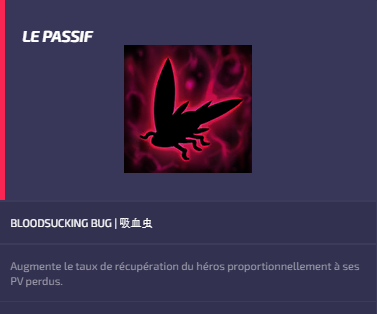 LE PASSIF
BLOODSUCKING BUG | 吸血虫
Augmente le taux de récupération du héros proportionnellement à ses
PV perdus.